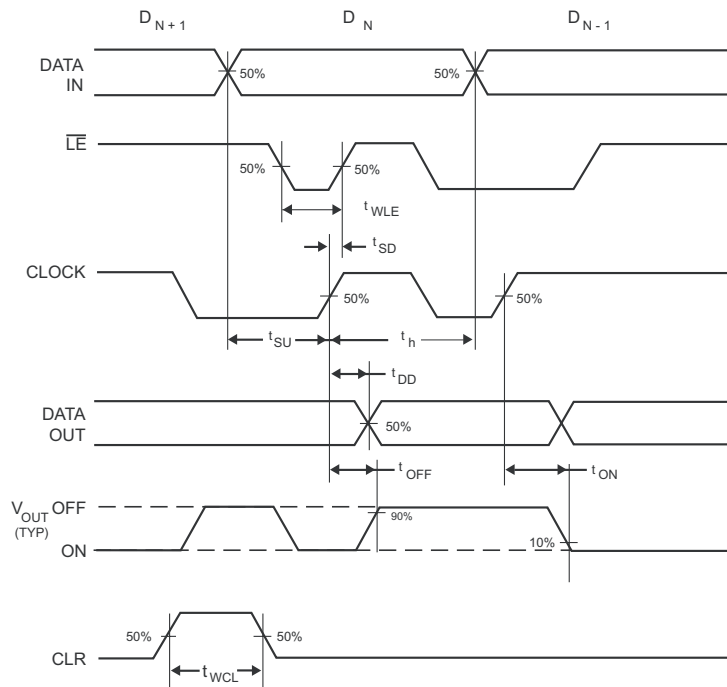 D N + 1 D N D N -1
DATA IN
50% 50%
LE
50% 50%
t WLE
t SD
CLOCK
50% 50%
t SU t h
t DD
DATA OUT
50%
t OFF t ON
V OUT OFF
(TYP)
90%
ON
10%
50% 50%
CLR
t WCL